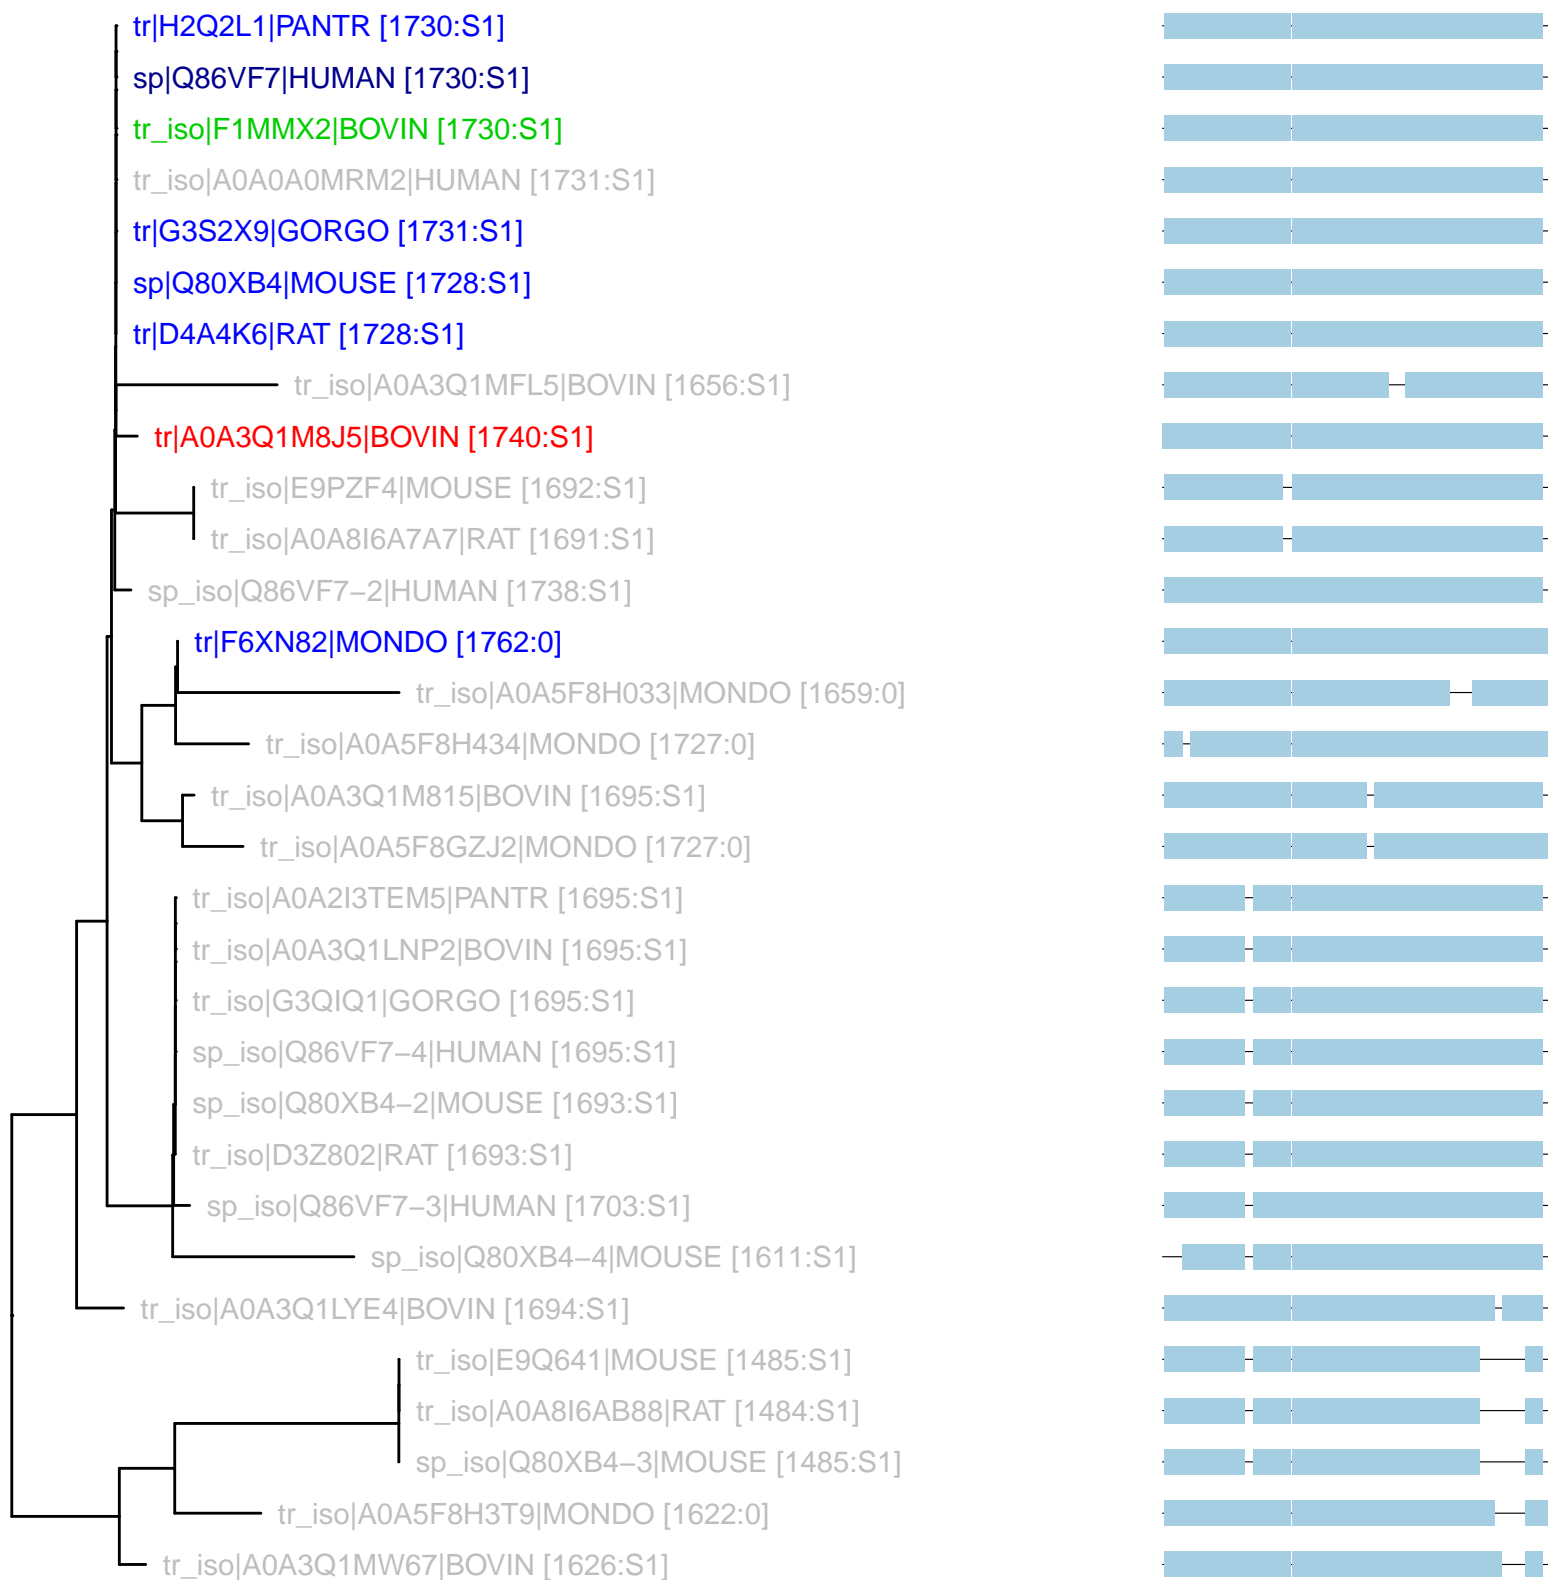 tr|H2Q2L1|PANTR [1730:S1]
sp|Q86VF7|HUMAN [1730:S1]
tr_iso|F1MMX2|BOVIN [1730:S1]
tr_iso|A0A0A0MRM2|HUMAN [1731:S1]
tr|G3S2X9|GORGO [1731:S1]
sp|Q80XB4|MOUSE [1728:S1]
tr|D4A4K6|RAT [1728:S1]
tr_iso|A0A3Q1MFL5|BOVIN [1656:S1]
tr|A0A3Q1M8J5|BOVIN [1740:S1]
tr_iso|E9PZF4|MOUSE [1692:S1]
tr_iso|A0A8I6A7A7|RAT [1691:S1]
sp_iso|Q86VF7−2|HUMAN [1738:S1]
tr|F6XN82|MONDO [1762:0]
tr_iso|A0A5F8H033|MONDO [1659:0]
tr_iso|A0A5F8H434|MONDO [1727:0]
tr_iso|A0A3Q1M815|BOVIN [1695:S1]
tr_iso|A0A5F8GZJ2|MONDO [1727:0]
tr_iso|A0A2I3TEM5|PANTR [1695:S1]
tr_iso|A0A3Q1LNP2|BOVIN [1695:S1]
tr_iso|G3QIQ1|GORGO [1695:S1]
sp_iso|Q86VF7−4|HUMAN [1695:S1]
sp_iso|Q80XB4−2|MOUSE [1693:S1]
tr_iso|D3Z802|RAT [1693:S1]
sp_iso|Q86VF7−3|HUMAN [1703:S1]
sp_iso|Q80XB4−4|MOUSE [1611:S1]
tr_iso|A0A3Q1LYE4|BOVIN [1694:S1]
tr_iso|E9Q641|MOUSE [1485:S1]
tr_iso|A0A8I6AB88|RAT [1484:S1]
sp_iso|Q80XB4−3|MOUSE [1485:S1]
tr_iso|A0A5F8H3T9|MONDO [1622:0]
tr_iso|A0A3Q1MW67|BOVIN [1626:S1]